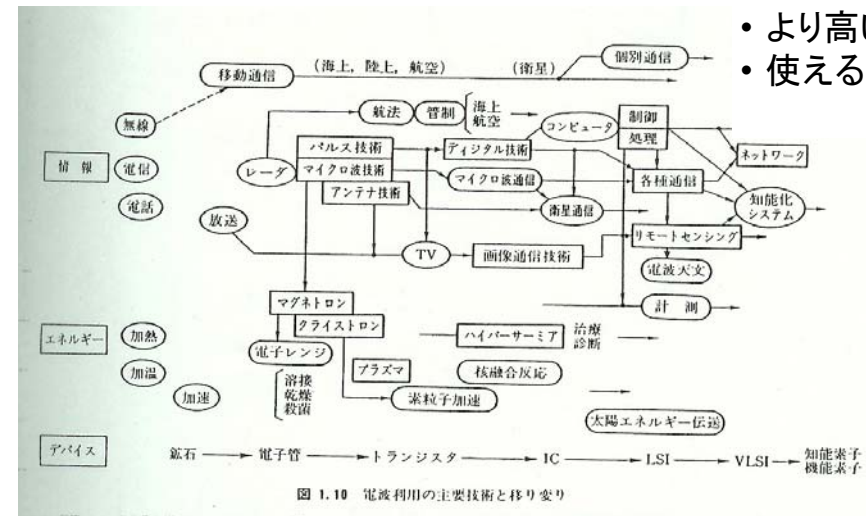 • より高い
• 使える
個別通信
移動通信
(海上, 陸上, 航空)
(衛星)
無線
航法
管制
海上
航空
コンピュータ
制御
処理
パルス技術
ディジタル技術
ネットワーク
情報
電信
レーダ
マイクロ波技術
マイクロ波通信
各種通信
アンテナ技術
知能化
システム
電話
衛星通信
放送
リモートセンシング
TV
画像通信技術
電波天文
マグネトロン
計測
クライストロン
エネルギー
加熱
ハイパーサーミア
治療
診断
電子レンジ
加温
プラズマ
核融合反応
溶接
乾燥
殺菌
加速
素粒子加速
太陽エネルギー伝送
デバイス
鉱石
電子管
トランジスタ
IC
LSI
VLSI
知能素子
機能素子
図 1.10 電波利用の主要技術と移り変り